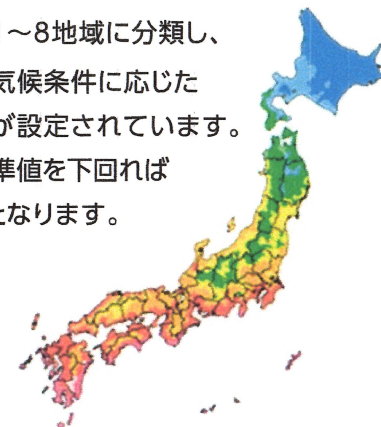 ～8地域に分類し、
気候条件に応じた
が設定されています。
準値を下回れば
となります。